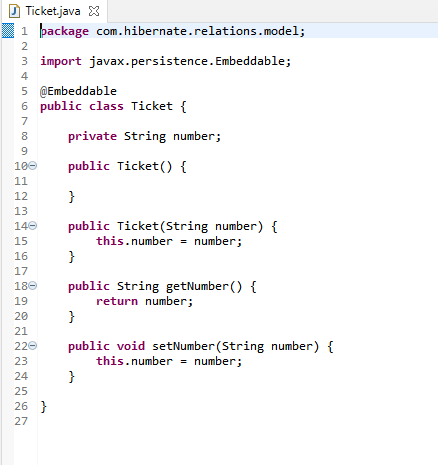 Ticket.java
1 package com.hibernate.relations.model;
2
3 import javax.persistence.Embeddable;
4
5 @Embeddable
6 public class Ticket {
7
8     private String number;
9
10     public Ticket() {
11
12     }
13
14     public Ticket(String number) {
15         this.number = number;
16     }
17
18     public String getNumber() {
19         return number;
20     }
21
22     public void setNumber(String number) {
23         this.number = number;
24     }
25
26 }
27